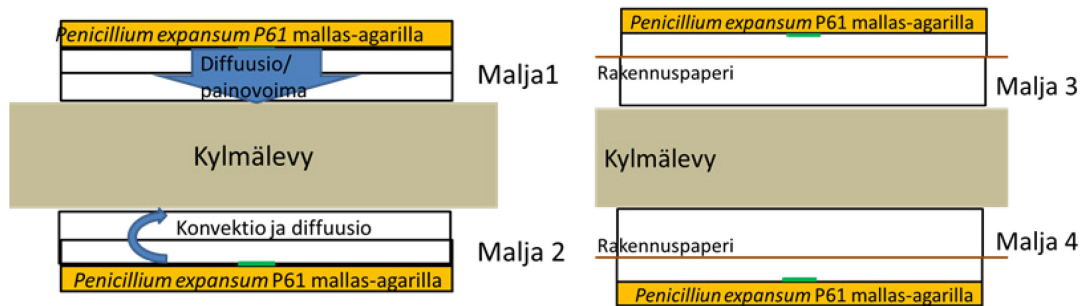 Penicillium expansum P61 mallas-agarilla
Diffuusio/
painovoima
Malja1
Kylmälevy
Konvektio ja diffuusio
Malja 2
Penicillium expansum P61 mallas-agarilla
Penicillium expansum P61 mallas-agarilla
Rakennuspaperi
Malja 3
Kylmälevy
Rakennuspaperi
Malja 4
Penicilliun expansum P61 mallas-agarilla